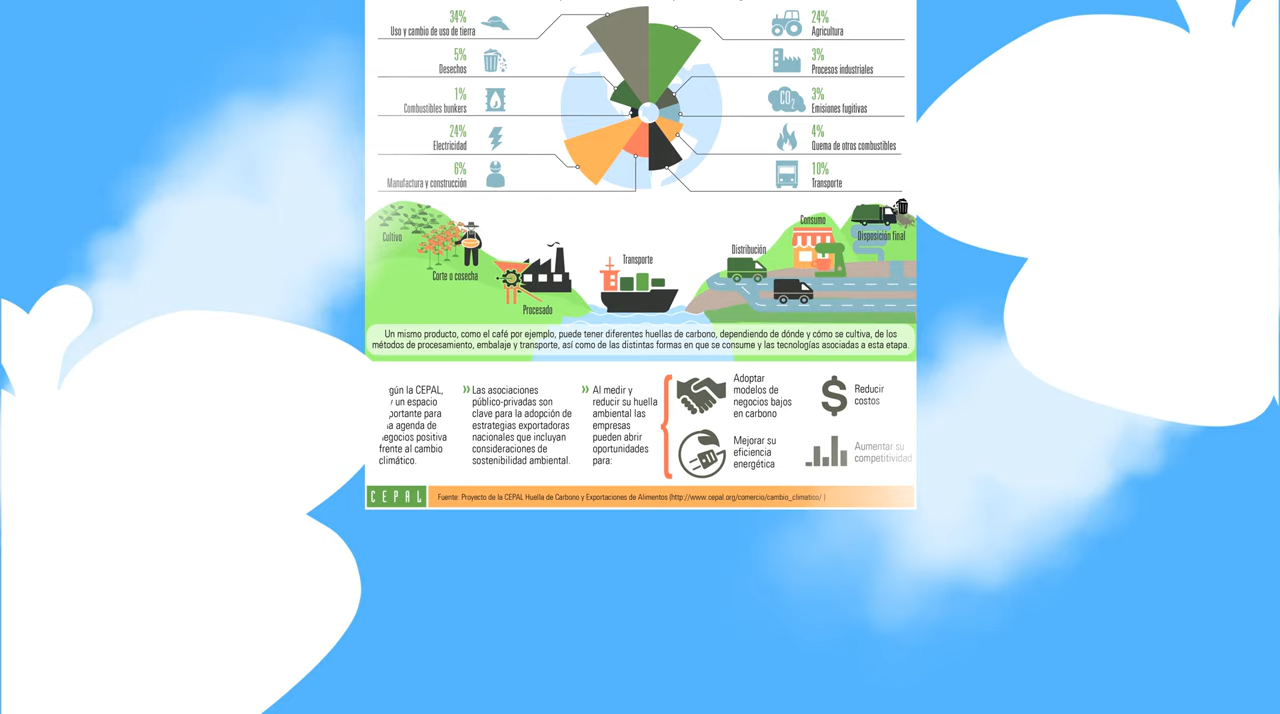 34%
Uso y cambio de uso de tierra
5%
Desechos
1%
Combustibles bunkers
24%
Electricidad
6%
Manufactura y construcción
24%
Agricultura
3%
Procesos industriales
CO2
3%
Emisiones fugitivas
4%
Quema de otros combustibles
10%
Transporte
Cultivo
Corte o cosecha
Procesado
Transporte
Distribución
Consumo
Disposición final
Un mismo producto, como el café por ejemplo, puede tener diferentes huellas de carbono, dependiendo de dónde y cómo se cultiva, de los
métodos de procesamiento, embalaje y transporte, así como de las distintas formas en que se consume y las tecnologías asociadas a esta etapa.
gún la CEPAL,
un espacio
portante para
a agenda de
egocios positiva
frente al cambio
climático.
» Las asociaciones
público-privadas son
clave para la adopción de
estrategias exportadoras
nacionales que incluyan
consideraciones de
sostenibilidad ambiental.
» Al medir y
reducir su huella
ambiental las
empresas
pueden abrir
oportunidades
para:
Adoptar
modelos de
negocios bajos
en carbono
Mejorar su
eficiencia
energética
$ Reducir
costos
Aumentar su
competitividad
CEPAL
Fuente: Proyecto de la CEPAL Huella de Carbono y Exportaciones de Alimentos (http://www.cepal.org/comercio/cambio_climatico/ )